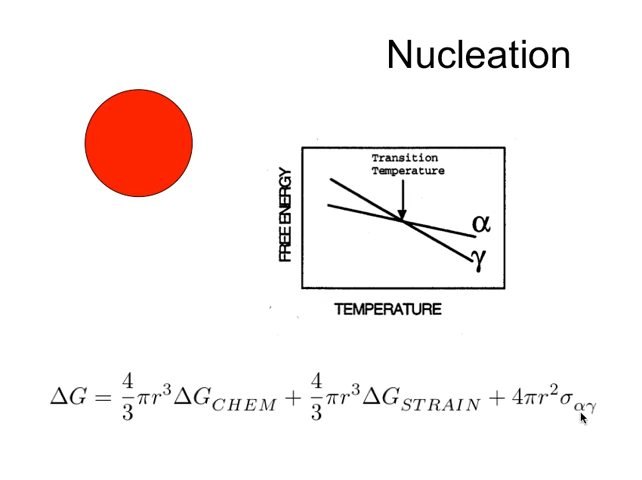 Nucleation
Transition
Temperature
FREE ENERGY
α
γ
TEMPERATURE
ΔG = 4/3 πr³ΔG_CHEM + 4/3 πr³ΔG_STRAIN + 4πr²σ_αγ